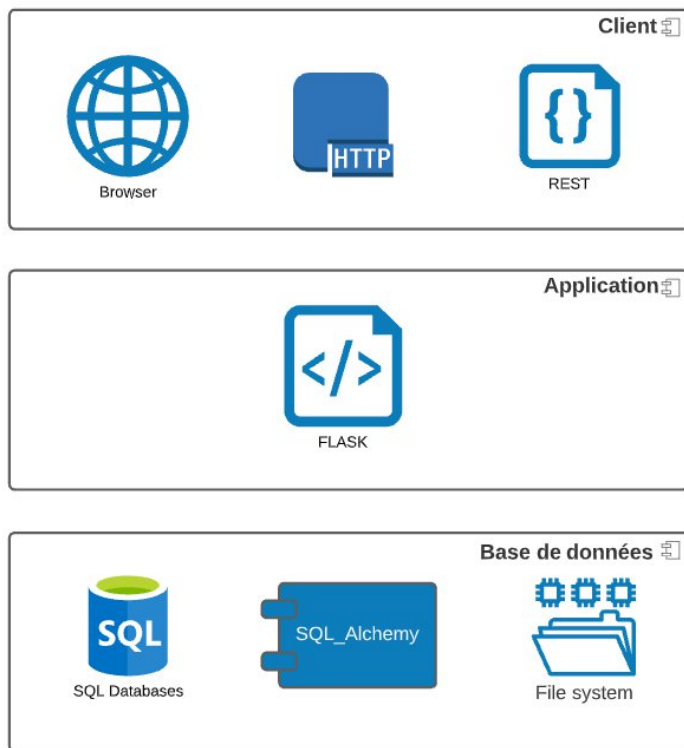 Client
Browser
HTTP
{}
REST
Application
</>
FLASK
Base de données
SQL
SQL Databases
SQL_Alchemy
File system